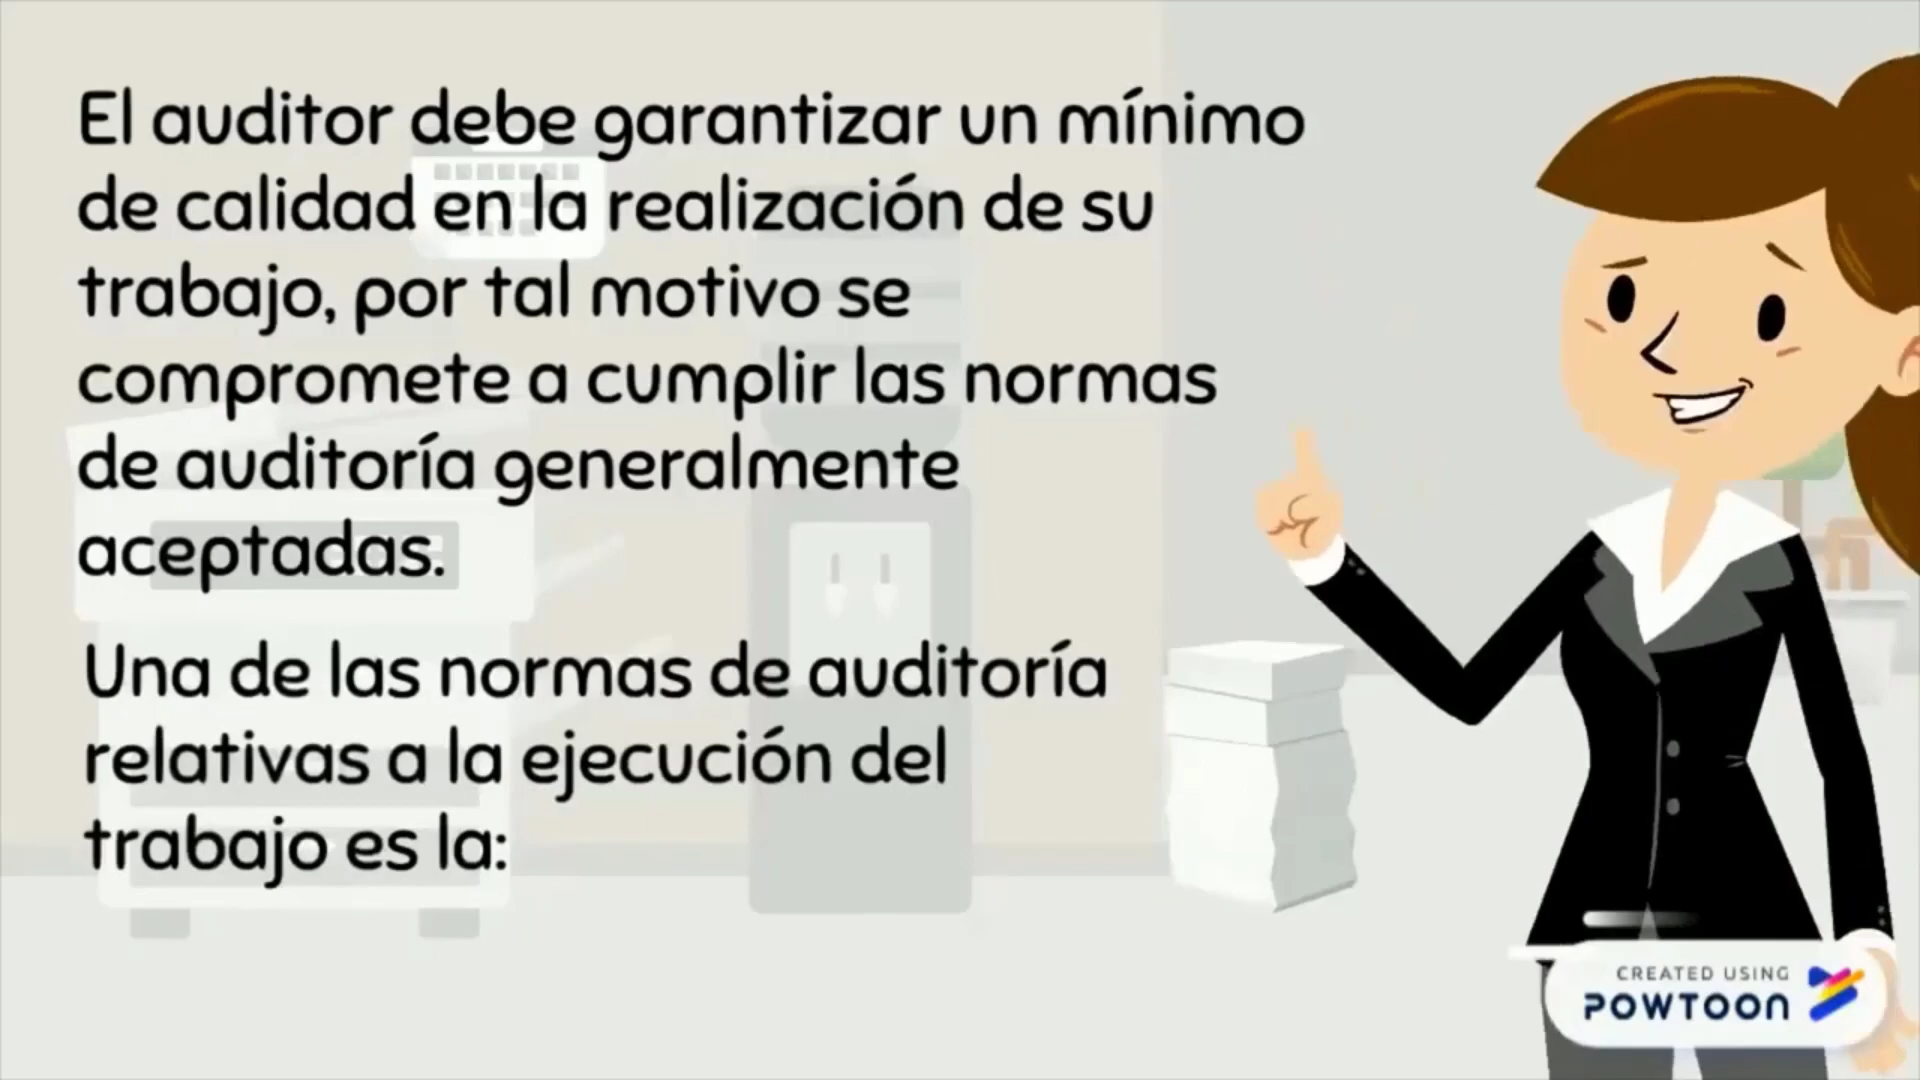 El auditor debe garantizar un mínimo
de calidad en la realización de su
trabajo, por tal motivo se
compromete a cumplir las normas
de auditoría generalmente
aceptadas.
Una de las normas de auditoría
relativas a la ejecución del
trabajo es la:
CREATED USING
POWTOON